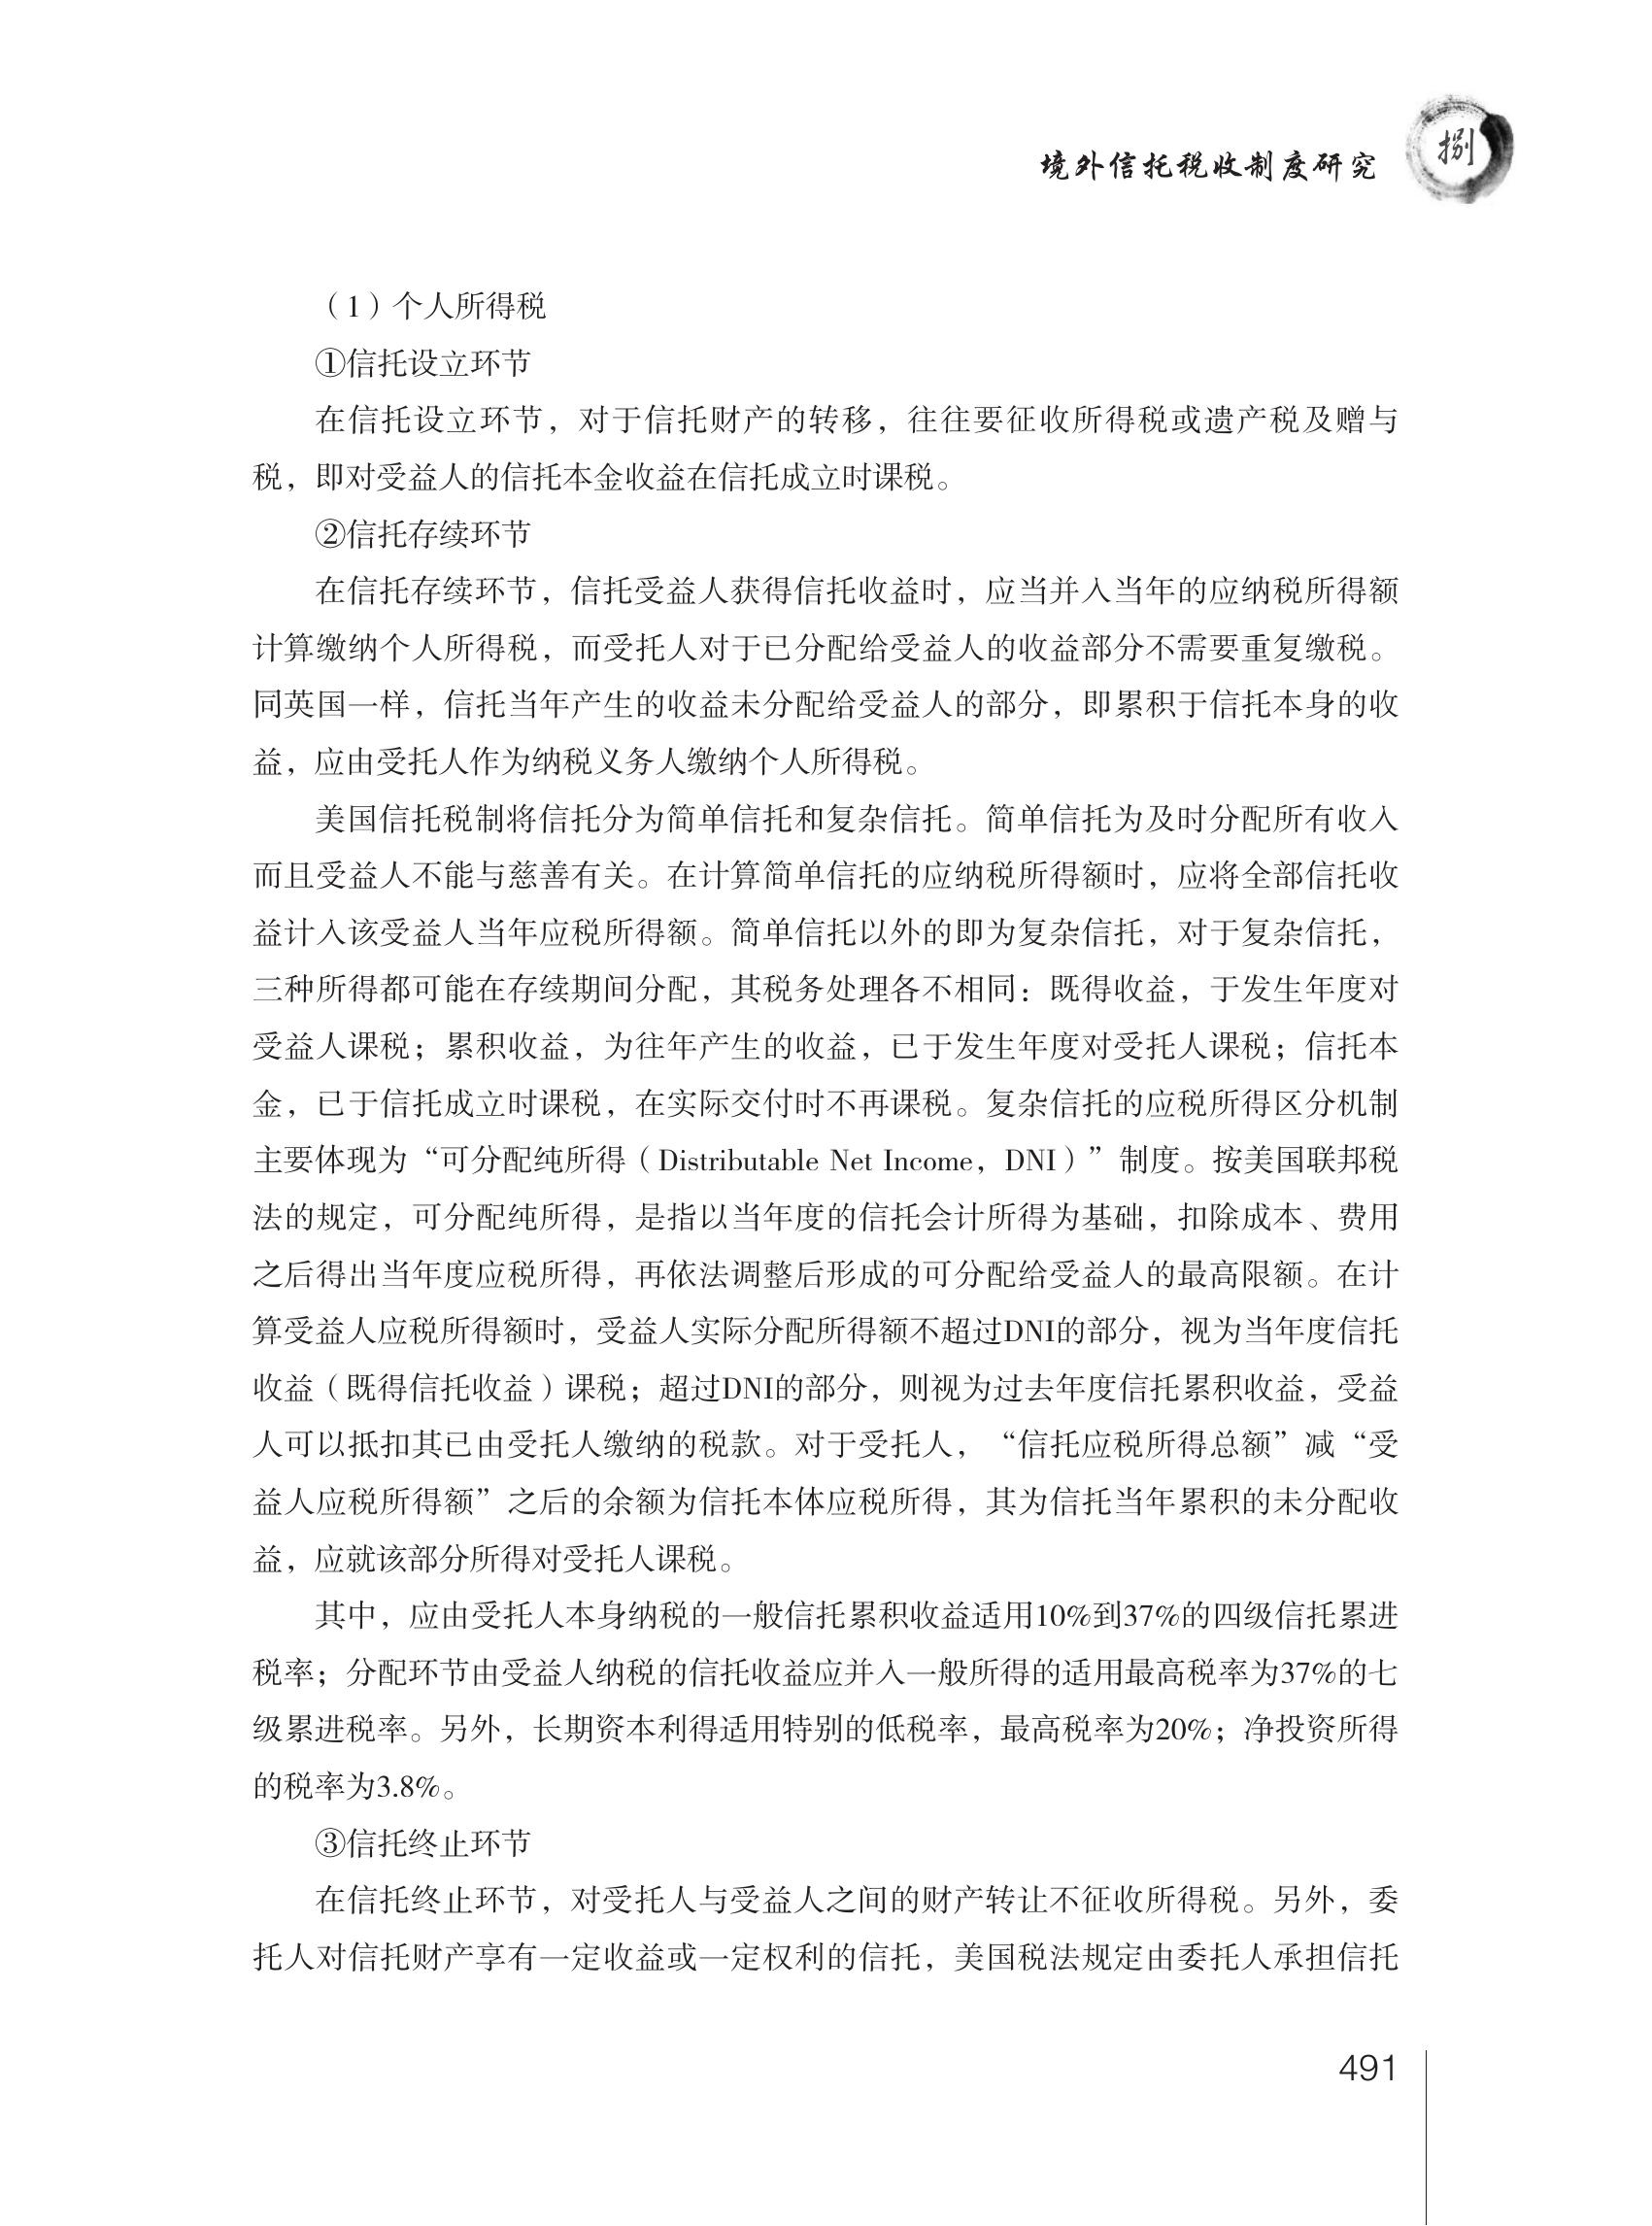 境外信托税收制度研究
捌
（1）个人所得税
①信托设立环节
在信托设立环节，对于信托财产的转移，往往要征收所得税或遗产税及赠与
税，即对受益人的信托本金收益在信托成立时课税。
②信托存续环节
在信托存续环节，信托受益人获得信托收益时，应当并入当年的应纳税所得额
计算缴纳个人所得税，而受托人对于已分配给受益人的收益部分不需要重复缴税。
同英国一样，信托当年产生的收益未分配给受益人的部分，即累积于信托本身的收
益，应由受托人作为纳税义务人缴纳个人所得税。
美国信托税制将信托分为简单信托和复杂信托。简单信托为及时分配所有收入
而且受益人不能与慈善有关。在计算简单信托的应纳税所得额时，应将全部信托收
益计入该受益人当年应税所得额。简单信托以外的即为复杂信托，对于复杂信托，
三种所得都可能在存续期间分配，其税务处理各不相同：既得收益，于发生年度对
受益人课税；累积收益，为往年产生的收益，已于发生年度对受托人课税；信托本
金，已于信托成立时课税，在实际交付时不再课税。复杂信托的应税所得区分机制
主要体现为“可分配纯所得（Distributable Net Income，DNI）”制度。按美国联邦税
法的规定，可分配纯所得，是指以当年度的信托会计所得为基础，扣除成本、费用
之后得出当年度应税所得，再依法调整后形成的可分配给受益人的最高限额。在计
算受益人应税所得额时，受益人实际分配所得额不超过DNI的部分，视为当年度信托
收益（既得信托收益）课税；超过DNI的部分，则视为过去年度信托累积收益，受益
人可以抵扣其已由受托人缴纳的税款。对于受托人，“信托应税所得总额”减“受
益人应税所得额”之后的余额为信托本体应税所得，其为信托当年累积的未分配收
益，应就该部分所得对受托人课税。
其中，应由受托人本身纳税的一般信托累积收益适用10%到37%的四级信托累进
税率；分配环节由受益人纳税的信托收益应并入一般所得的适用最高税率为37%的七
级累进税率。另外，长期资本利得适用特别的低税率，最高税率为20%；净投资所得
的税率为3.8%。
③信托终止环节
在信托终止环节，对受托人与受益人之间的财产转让不征收所得税。另外，委
托人对信托财产享有一定收益或一定权利的信托，美国税法规定由委托人承担信托
491